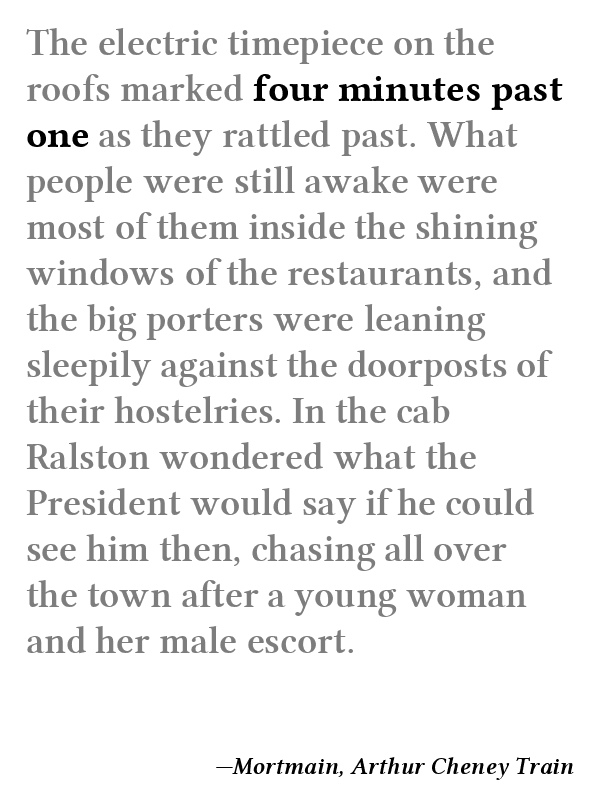 The electric timepiece on the
roofs marked four minutes past
one as they rattled past. What
people were still awake were
most of them inside the shining
windows of the restaurants, and
the big porters were leaning
sleepily against the doorposts of
their hostelries. In the cab
Ralston wondered what the
President would say if he could
see him then, chasing all over
the town after a young woman
and her male escort.
—Mortmain, Arthur Cheney Train